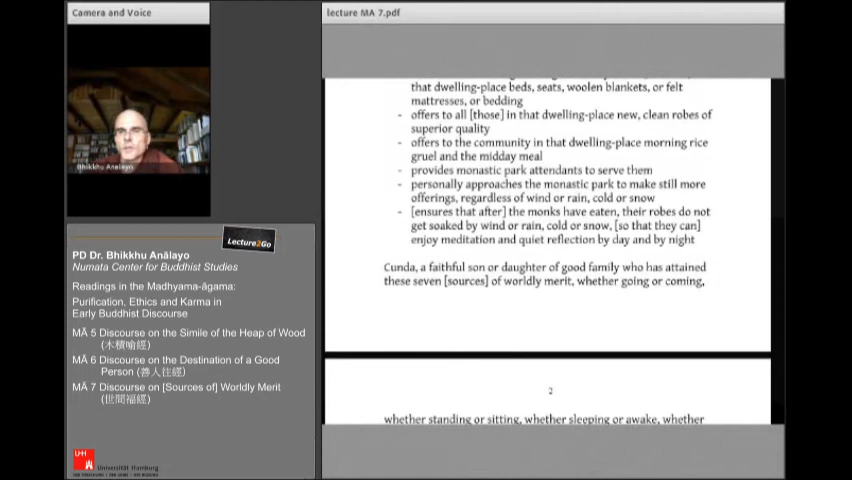 Camera and Voice
Bhikkhu Anālayo
Lecture2Go
PD Dr. Bhikkhu Anālayo
Numata Center for Buddhist Studies
Readings in the Madhyama-āgama:
Purification, Ethics and Karma in
Early Buddhist Discourse
MĀ 5 Discourse on the Simile of the Heap of Wood
(木積喻經)
MĀ 6 Discourse on the Destination of a Good
Person (善人往經)
MĀ 7 Discourse on [Sources of] Worldly Merit
(世間福經)
UH
Universität Hamburg
DER FORSCHUNG | DER LEHRE | DER BILDUNG
lecture MA 7.pdf
that dwelling-place beds, seats, woolen blankets, or felt
mattresses, or bedding
- offers to all [those] in that dwelling-place new, clean robes of
superior quality
- offers to the community in that dwelling-place morning rice
gruel and the midday meal
- provides monastic park attendants to serve them
- personally approaches the monastic park to make still more
offerings, regardless of wind or rain, cold or snow
- [ensures that after] the monks have eaten, their robes do not
get soaked by wind or rain, cold or snow, [so that they can]
enjoy meditation and quiet reflection by day and by night
Cunda, a faithful son or daughter of good family who has attained
these seven [sources] of worldly merit, whether going or coming,
2
whether standing or sitting, whether sleeping or awake, whether